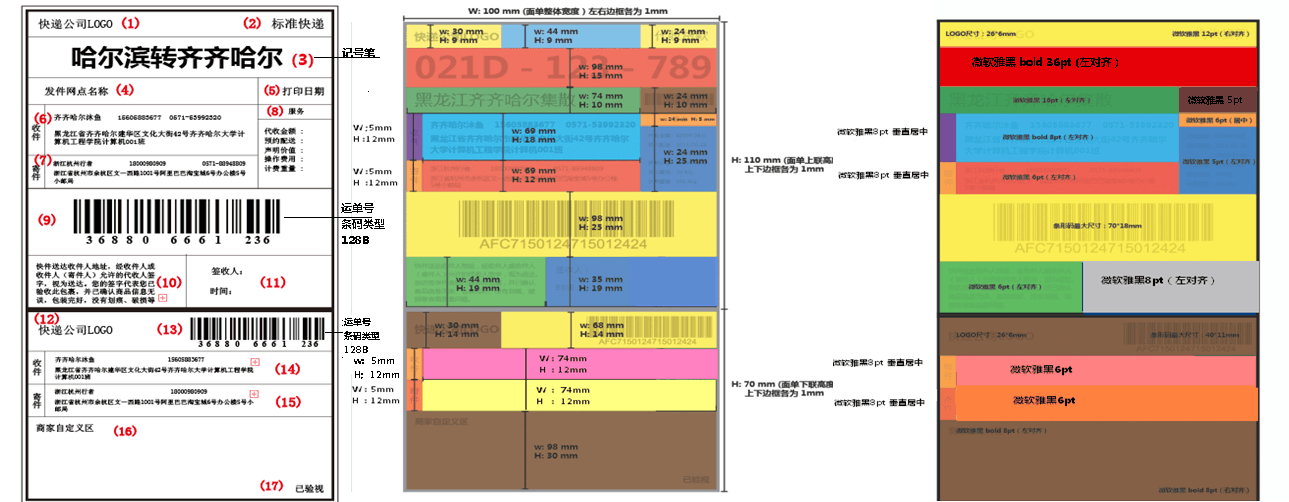 快递公司LOGO (1) (2) 标准快递
哈尔滨转齐齐哈尔 (3)
记号笔
发件网点名称 (4) (5) 打印日期
(6) (8) 服务
收件
齐齐哈尔沐鱼 15605883677 0571-53992320
黑龙江省齐齐哈尔建华区文化大街42号齐齐哈尔大学计
算机工程学院计算机001班
代收金额：
预约配送：
声明价值：
操作费用：
计费重量：
(7)
寄件
浙江杭州行者 18000980909 0571-88948809
浙江省杭州市余杭区文一西路1001号阿里巴巴淘宝城5号办公楼5号
小邮局
(9)
36880 6661 236
运单号
条码类型
128B
快件送达收件人地址，经收件人或
收件人（寄件人）允许的代收人签
字，视为送达。您的签字代表您已
验收此包裹，并已确认商品信息无
误，包装完好，没有划痕、破损等
(10)
签收人：
时间：
(11)
(12)
快递公司LOGO (13)
36880 6661 236
运单号
条码类型
128B
收件
齐齐哈尔沐鱼 15605883677
黑龙江省齐齐哈尔建华区文化大街42号齐齐哈尔大学计算机工程学院
计算机001班
(14)
寄件
浙江杭州行者 18000980909
浙江省杭州市余杭区文一西路1001号阿里巴巴淘宝城5号办公楼5号小
邮局
(15)
商家自定义区 (16)
(17) 已验视
W: 100 mm (面单整体宽度）左右边框各为 1mm
快递 LOGO
w: 30 mm
H: 9 mm
w: 44 mm
H: 9 mm
w: 24 mm
H: 9 mm
021D - 123 - 789
w: 98 mm
H: 15 mm
黑龙江齐齐哈尔集散
w: 74 mm
H: 10 mm
w: 24 mm
H: 10 mm
w: 24 mm H: 5 mm
W：5mm
H：12mm
w: 69 mm
H: 18 mm
w: 24 mm
H: 25 mm
W：5mm
H：12mm
w: 69 mm
H: 12 mm
w: 98 mm
H: 25 mm
AFC7150124715012424
w: 44 mm
H: 19 mm
w: 35 mm
H: 19 mm
w: 30 mm
H: 14 mm
w: 68 mm
H: 14 mm
AFC7150124715012424
w: 5mm
H: 12mm
W: 74mm
H: 12mm
W：5mm
H：12mm
W： 74mm
H ： 12mm
商家自定义区
w: 98 mm
H: 30 mm
已验视
H: 110 mm (面单上联高度
上下边框各为 1mm
H: 70 mm (面单下联高度
上下边框各为 1mm
LOGO尺寸：26*6mm
微软雅黑 12pt（右对齐）
微软雅黑 bold 36pt (左对齐）
微软雅黑 16pt（左对齐）
微软雅黑 5pt
微软雅黑 6pt（居中）
微软雅黑8pt 垂直居中
微软雅黑 bold 8pt（左对齐）
微软雅黑 5pt（左对齐）
微软雅黑8pt 垂直居中
微软雅黑 6pt（左对齐）
条形码最大尺寸：70*18mm
AFC7150124715012424
微软雅黑 6pt（左对齐）
微软雅黑8pt（左对齐）
LOGO尺寸：26*6mm
AFC7150124715012424
微软雅黑8pt 垂直居中
微软雅黑6pt
微软雅黑8pt 垂直居中
微软雅黑6pt
微软雅黑 bold 6pt（左对齐）
微软雅黑 bold 8pt（右对齐）